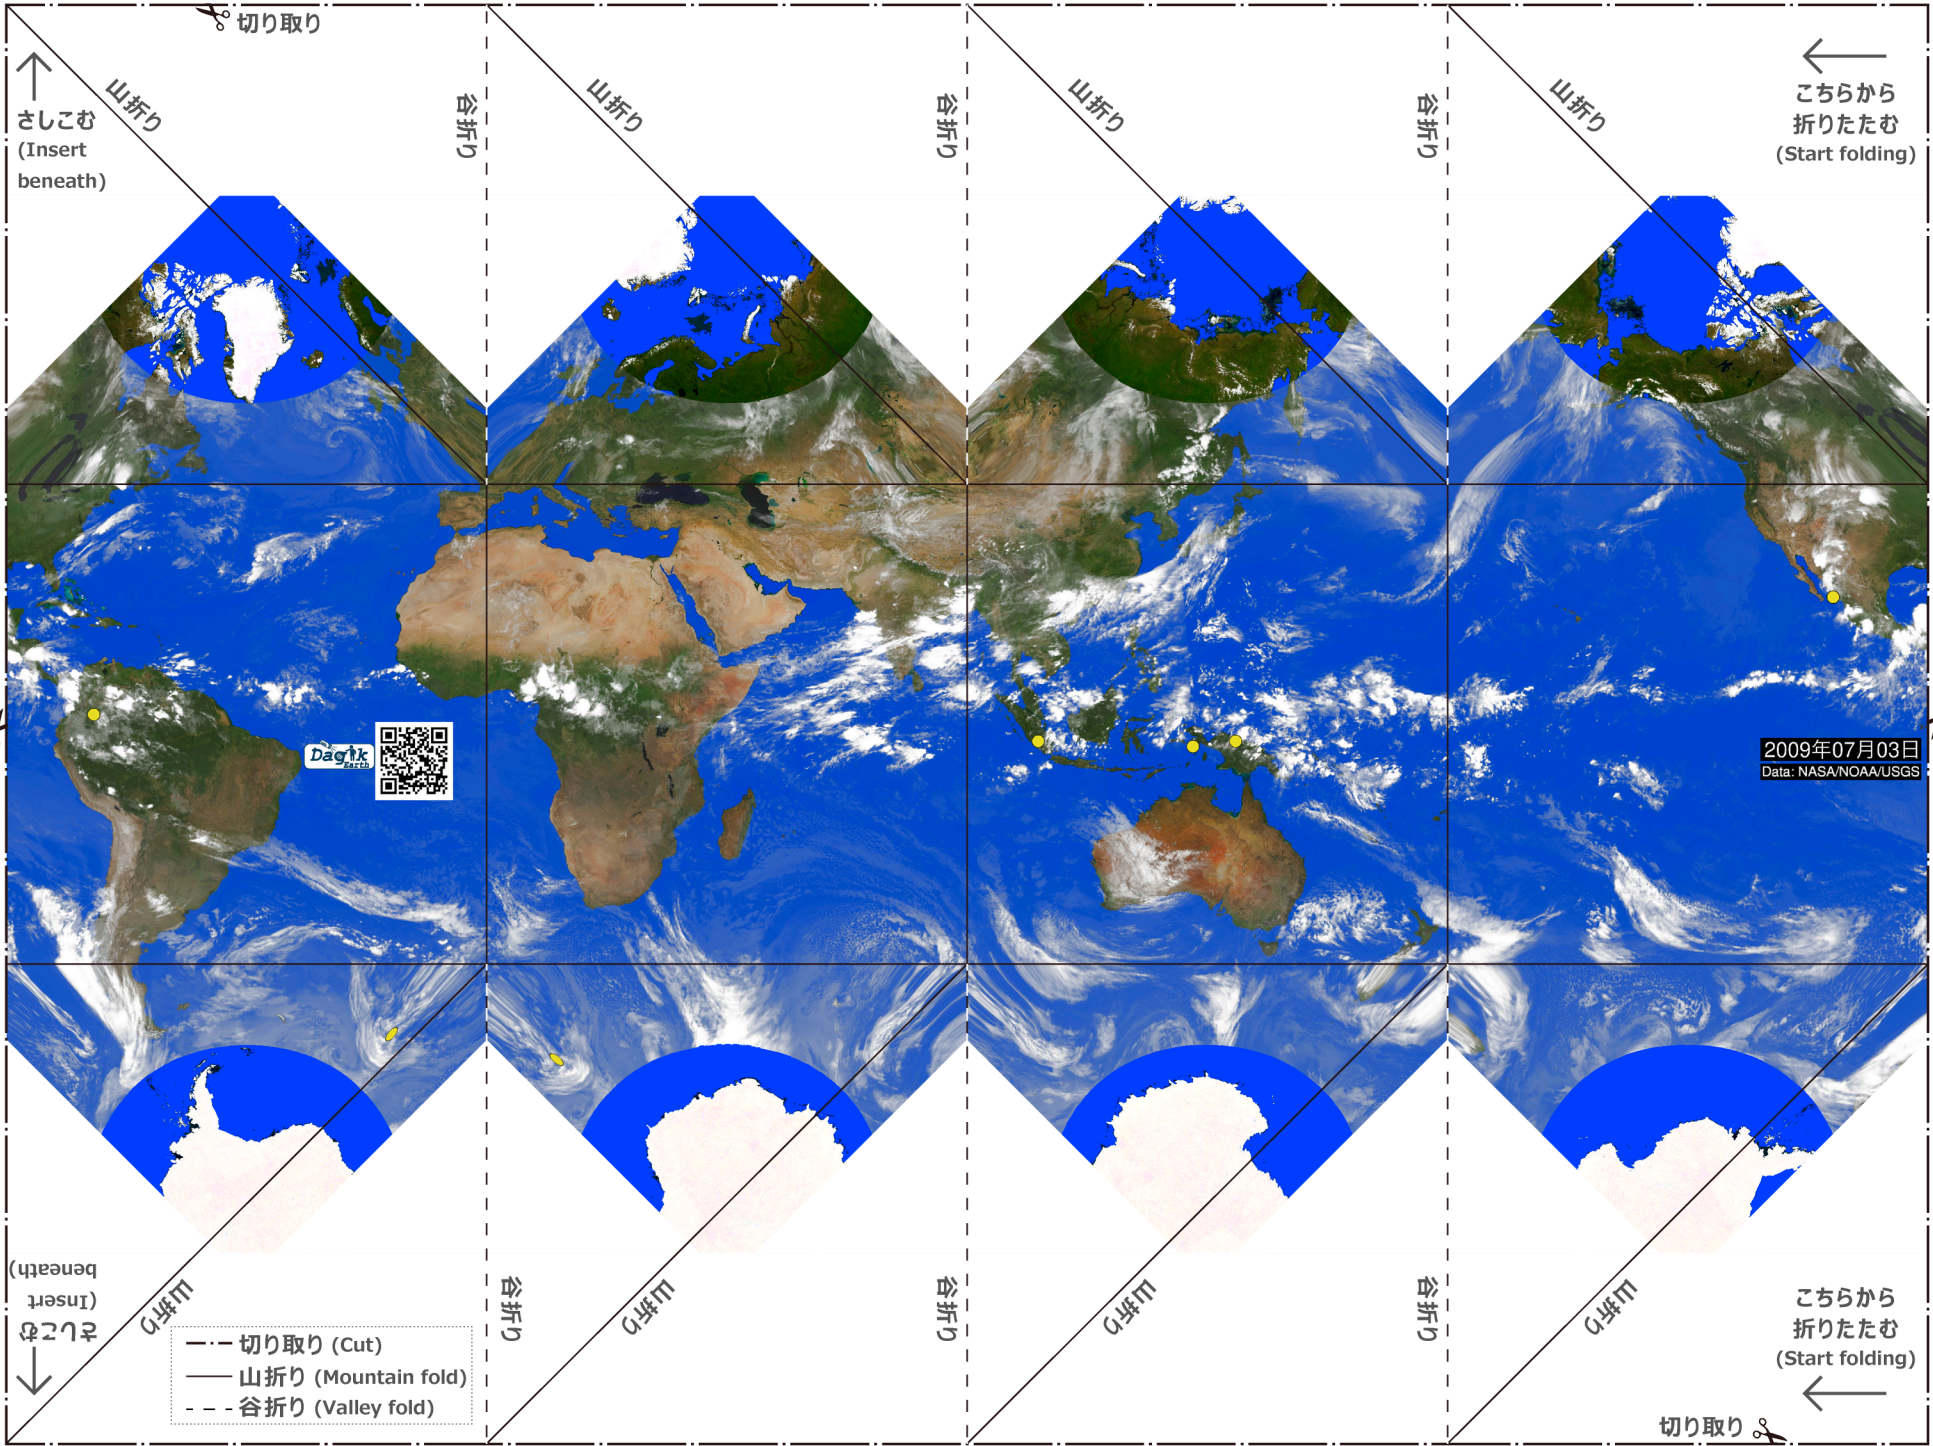 切り取り
山折り
山折り
山折り
山折り
谷折り
谷折り
谷折り
さしこむ
(Insert
beneath)
こちらから
折りたたむ
(Start folding)
Dagik
Earth
2009年07月03日
Data: NASA/NOAA/USGS
さしこむ
(Insert
beneath)
山折り
山折り
山折り
山折り
谷折り
谷折り
谷折り
こちらから
折りたたむ
(Start folding)
切り取り (Cut)
山折り (Mountain fold)
谷折り (Valley fold)
切り取り